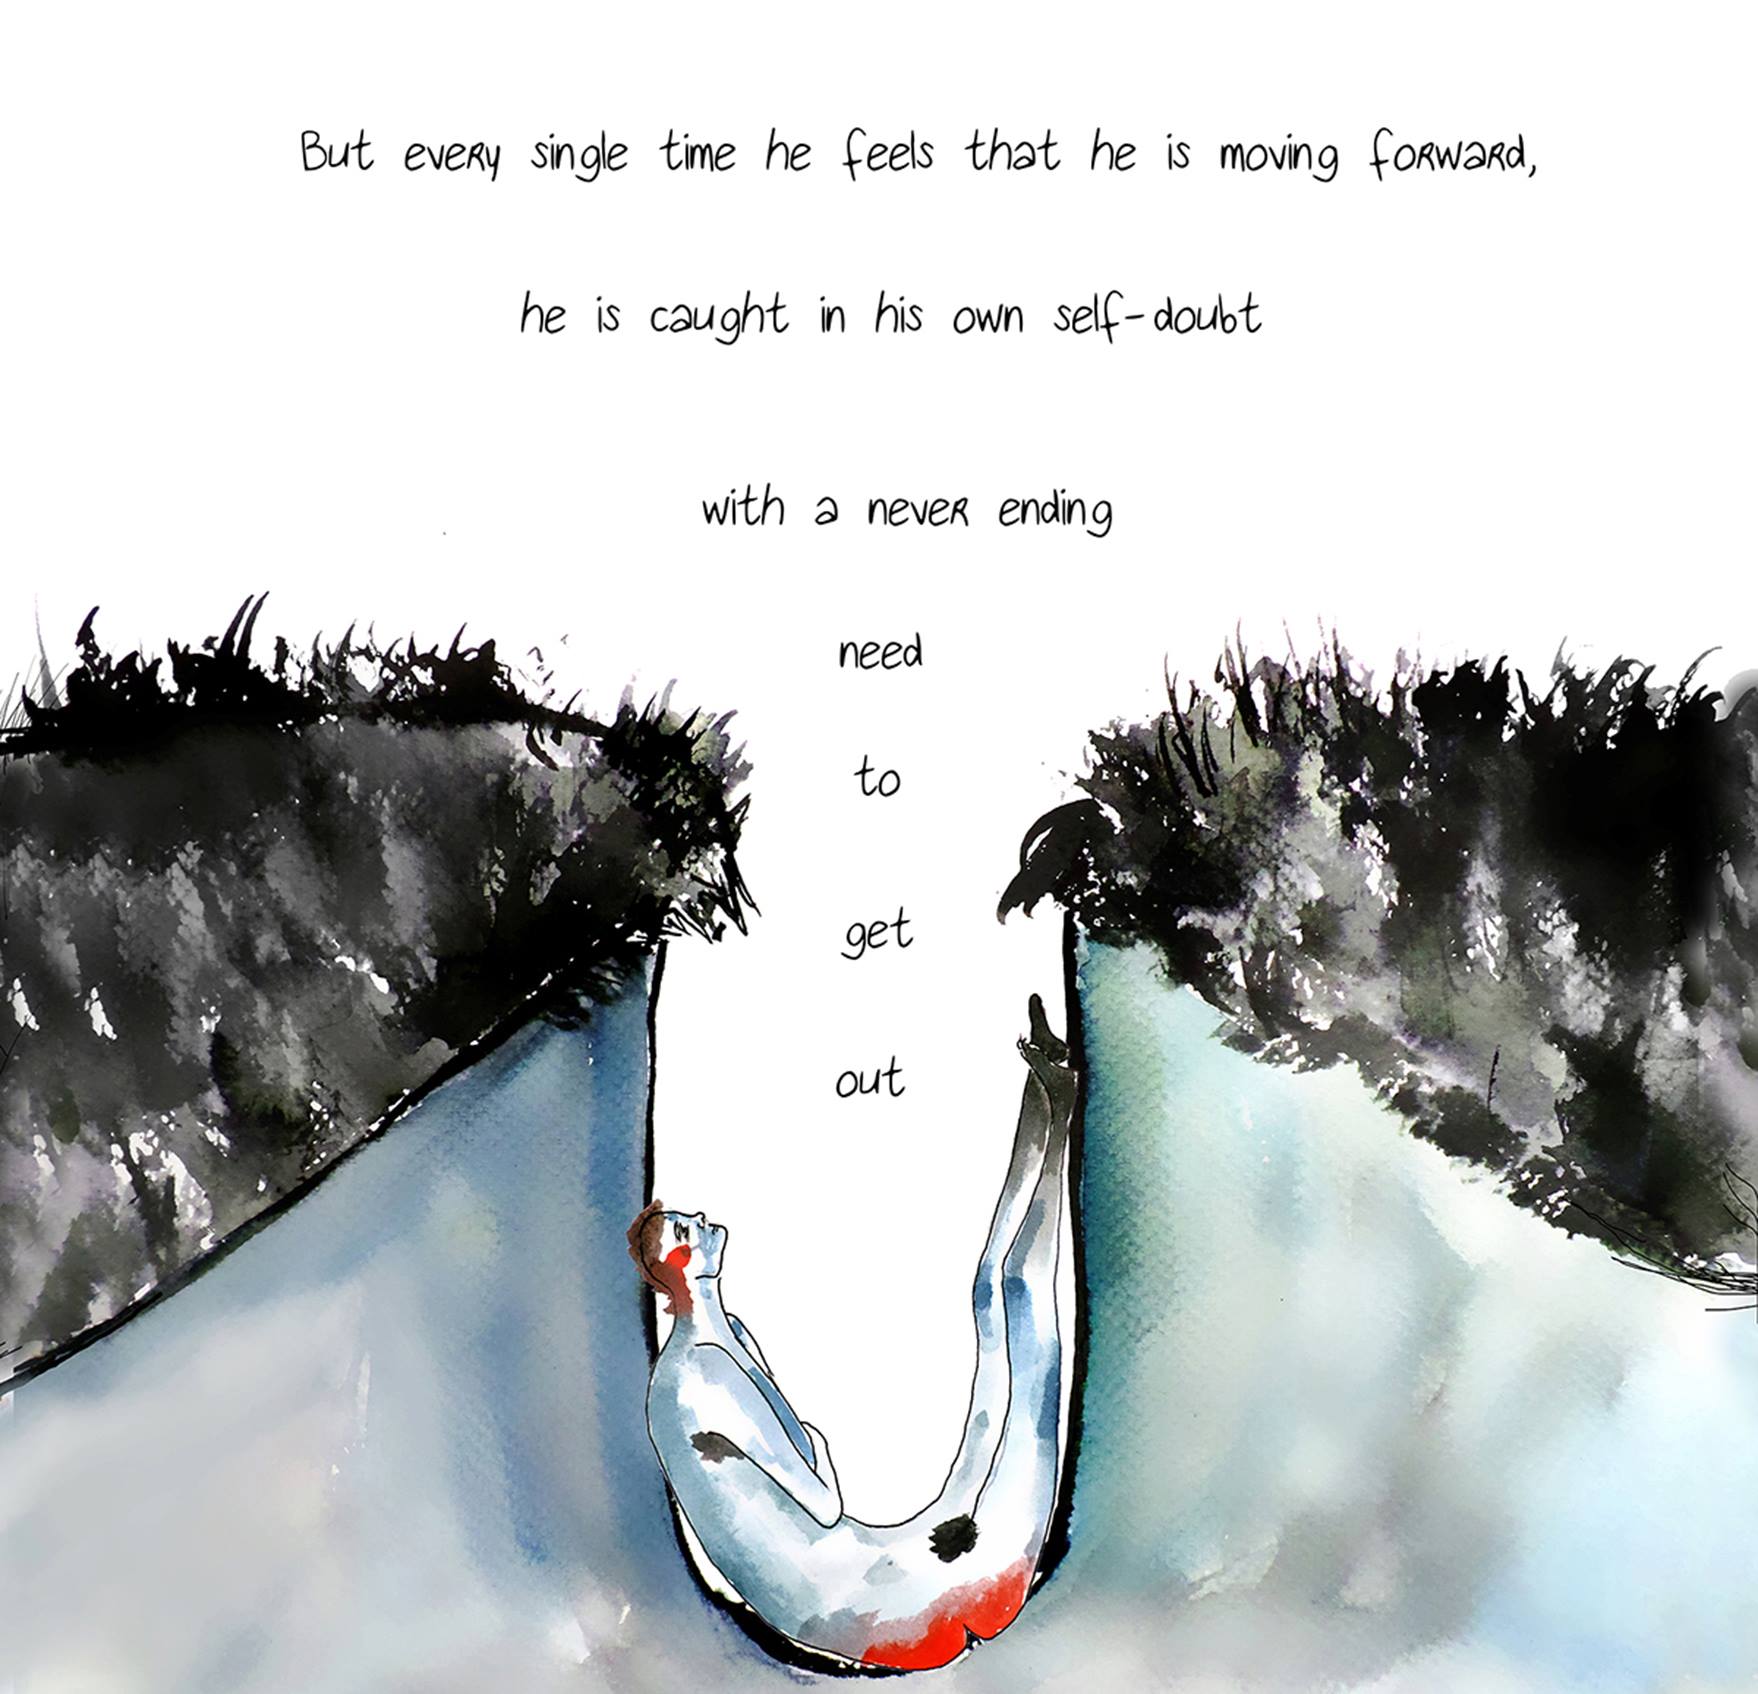 But every single time he feels that he is moving forward,
he is caught in his own self-doubt
with a never ending
need
to
get
out